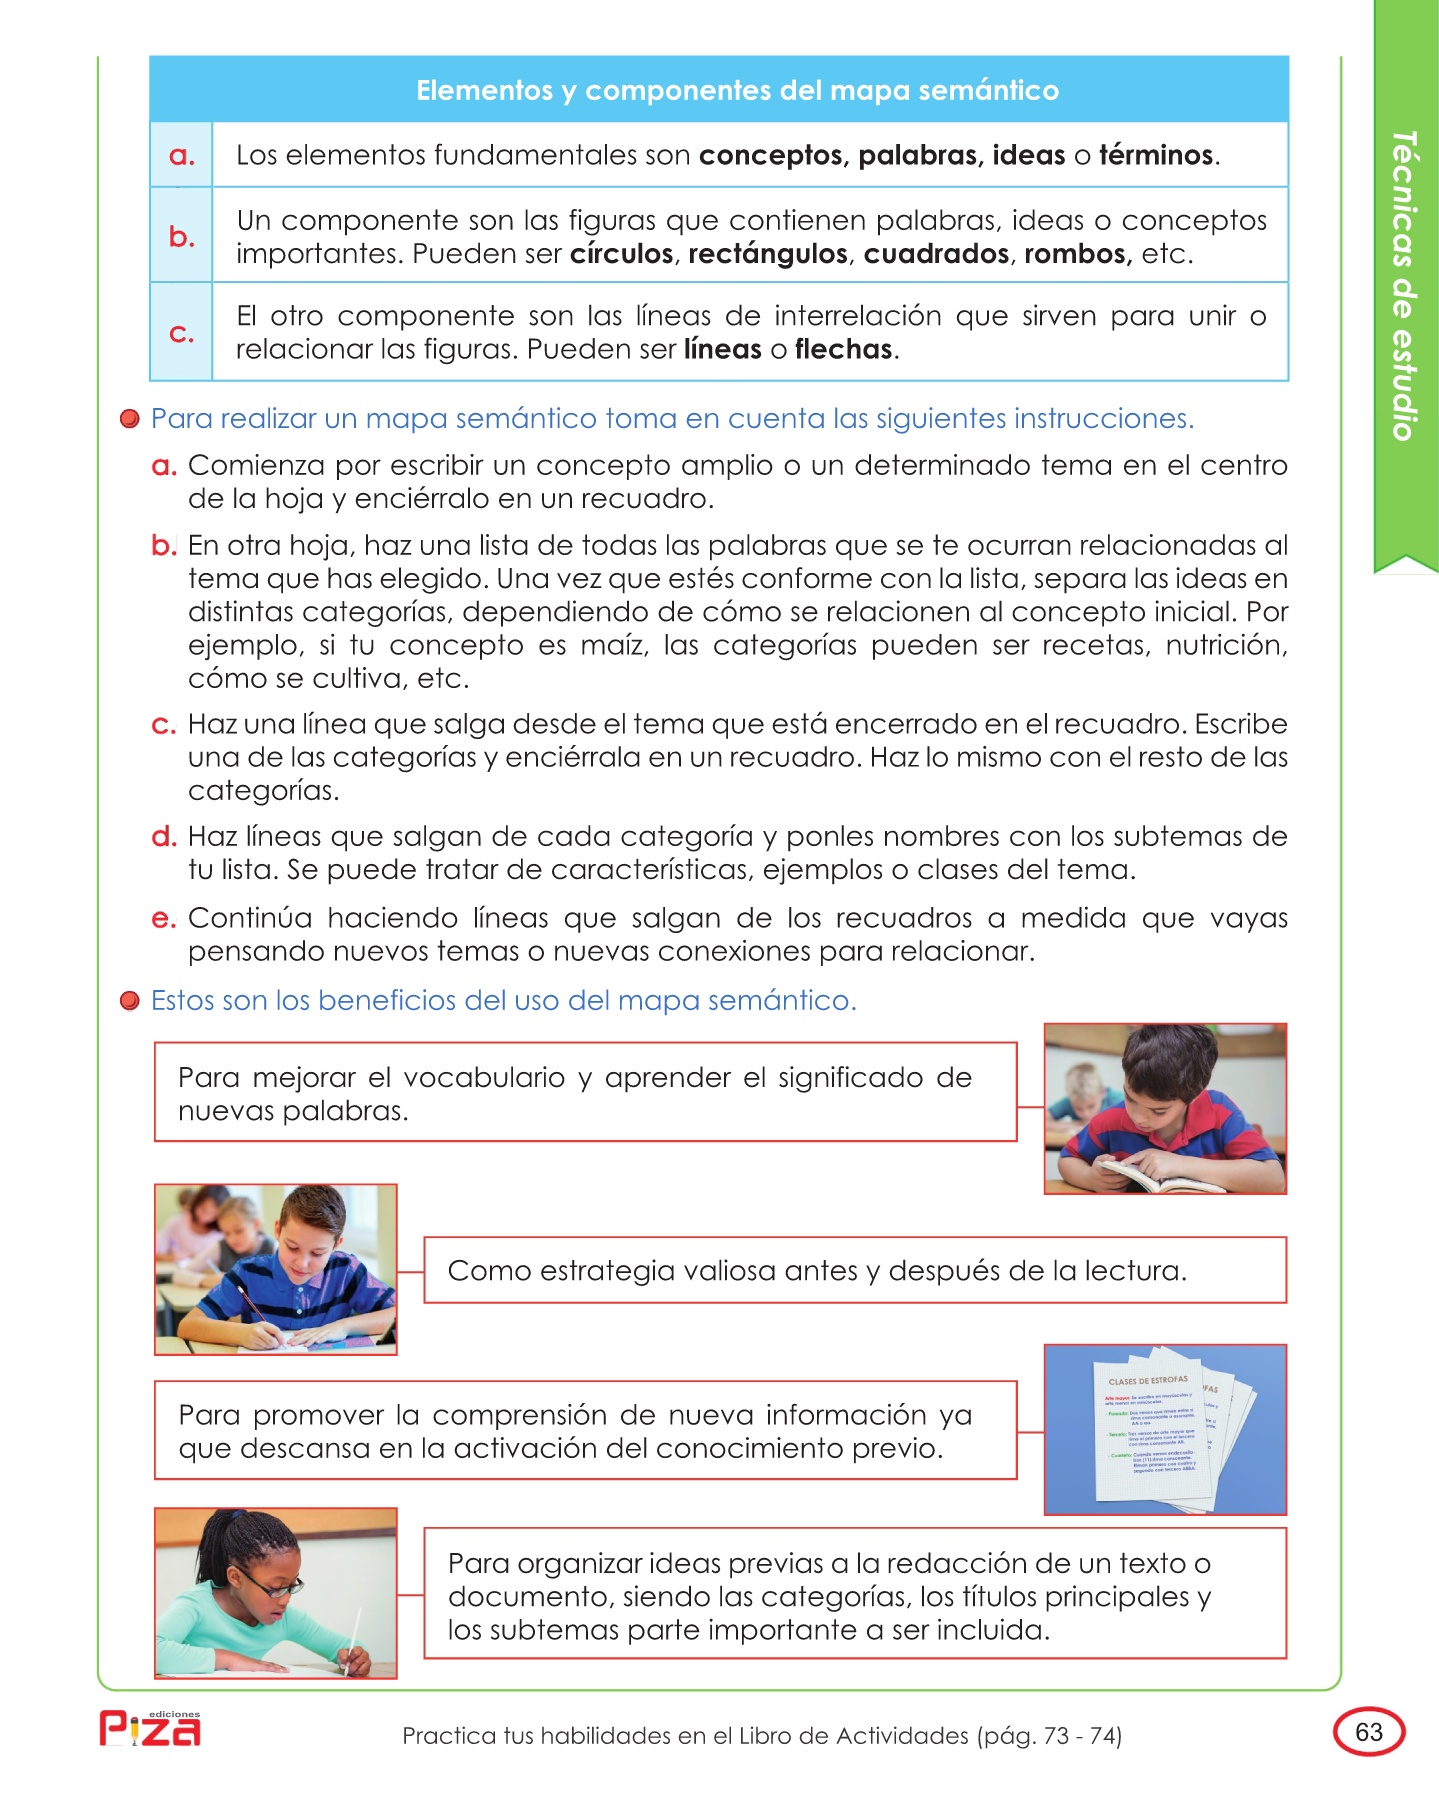 Elementos y componentes del mapa semántico
a. Los elementos fundamentales son conceptos, palabras, ideas o términos.
b. Un componente son las figuras que contienen palabras, ideas o conceptos
importantes. Pueden ser círculos, rectángulos, cuadrados, rombos, etc.
c. El otro componente son las líneas de interrelación que sirven para unir o
relacionar las figuras. Pueden ser líneas o flechas.
Técnicas de estudio
Para realizar un mapa semántico toma en cuenta las siguientes instrucciones.
a. Comienza por escribir un concepto amplio o un determinado tema en el centro
de la hoja y enciérralo en un recuadro.
b. En otra hoja, haz una lista de todas las palabras que se te ocurran relacionadas al
tema que has elegido. Una vez que estés conforme con la lista, separa las ideas en
distintas categorías, dependiendo de cómo se relacionen al concepto inicial. Por
ejemplo, si tu concepto es maíz, las categorías pueden ser recetas, nutrición,
cómo se cultiva, etc.
c. Haz una línea que salga desde el tema que está encerrado en el recuadro. Escribe
una de las categorías y enciérrala en un recuadro. Haz lo mismo con el resto de las
categorías.
d. Haz líneas que salgan de cada categoría y ponles nombres con los subtemas de
tu lista. Se puede tratar de características, ejemplos o clases del tema.
e. Continúa haciendo líneas que salgan de los recuadros a medida que vayas
pensando nuevos temas o nuevas conexiones para relacionar.
Estos son los beneficios del uso del mapa semántico.
Para mejorar el vocabulario y aprender el significado de
nuevas palabras.
Como estrategia valiosa antes y después de la lectura.
Para promover la comprensión de nueva información ya
que descansa en la activación del conocimiento previo.
CLASES DE ESTROFAS
Para organizar ideas previas a la redacción de un texto o
documento, siendo las categorías, los títulos principales y
los subtemas parte importante a ser incluida.
ediciones
Piza
Practica tus habilidades en el Libro de Actividades (pág. 73 - 74)
63